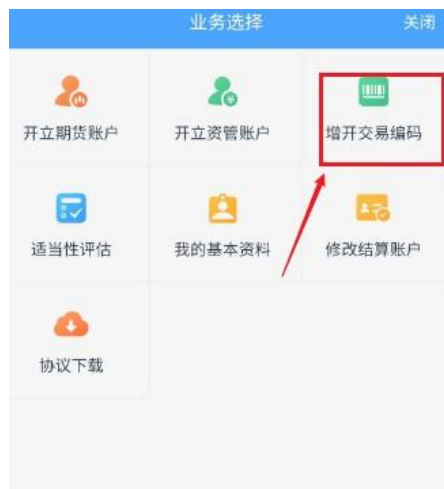 业务选择 关闭
开立期货账户 开立资管账户 增开交易编码
适当性评估 我的基本资料 修改结算账户
协议下载